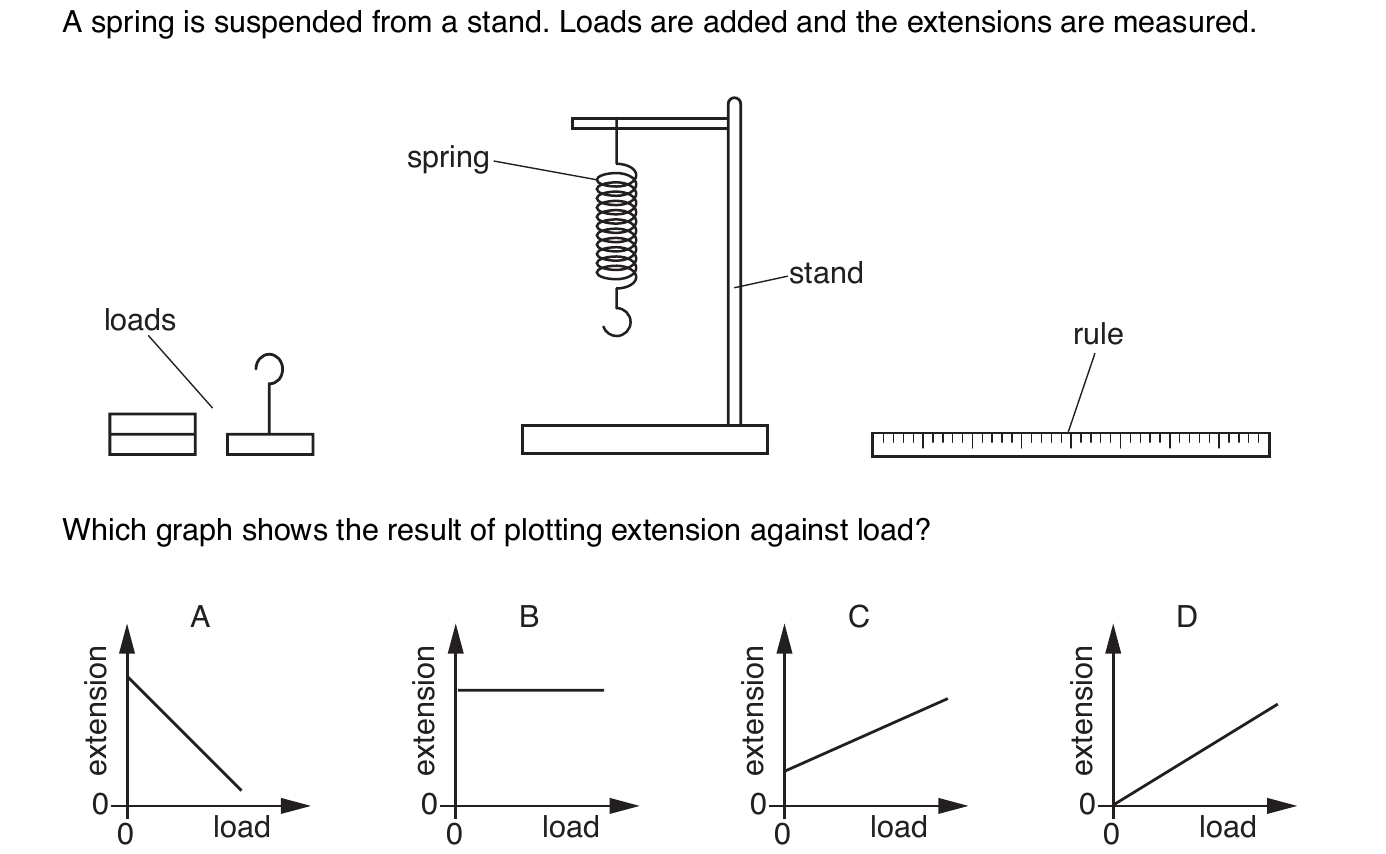 A spring is suspended from a stand. Loads are added and the extensions are measured.
spring
stand
loads
rule
Which graph shows the result of plotting extension against load?
A
B
C
D
extension
0
0
load
extension
0
0
load
extension
0
0
load
extension
0
0
load